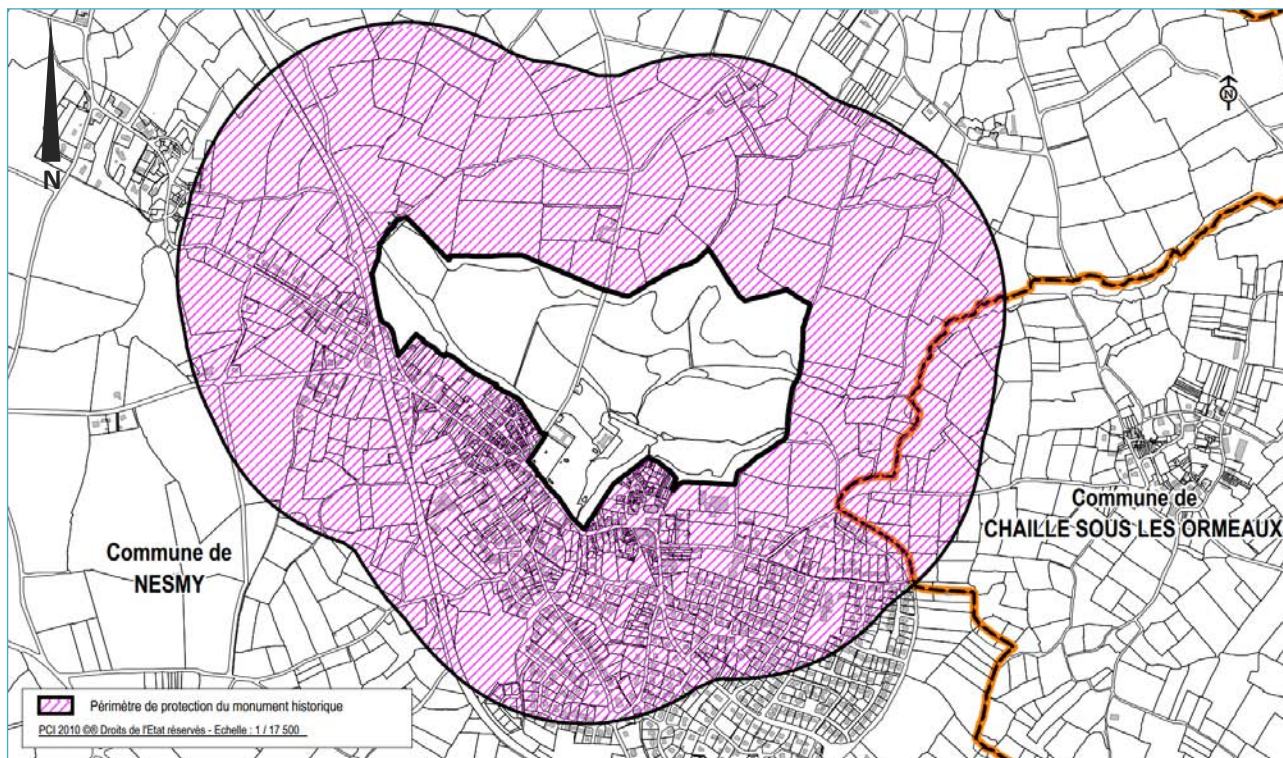 N
N
Commune de
CHAILLE SOUS LES ORMEAUX
Commune de
NESMY
Périmètre de protection du monument historique
PCI 2010 ©® Droits de l'Etat réservés - Echelle : 1 / 17 500